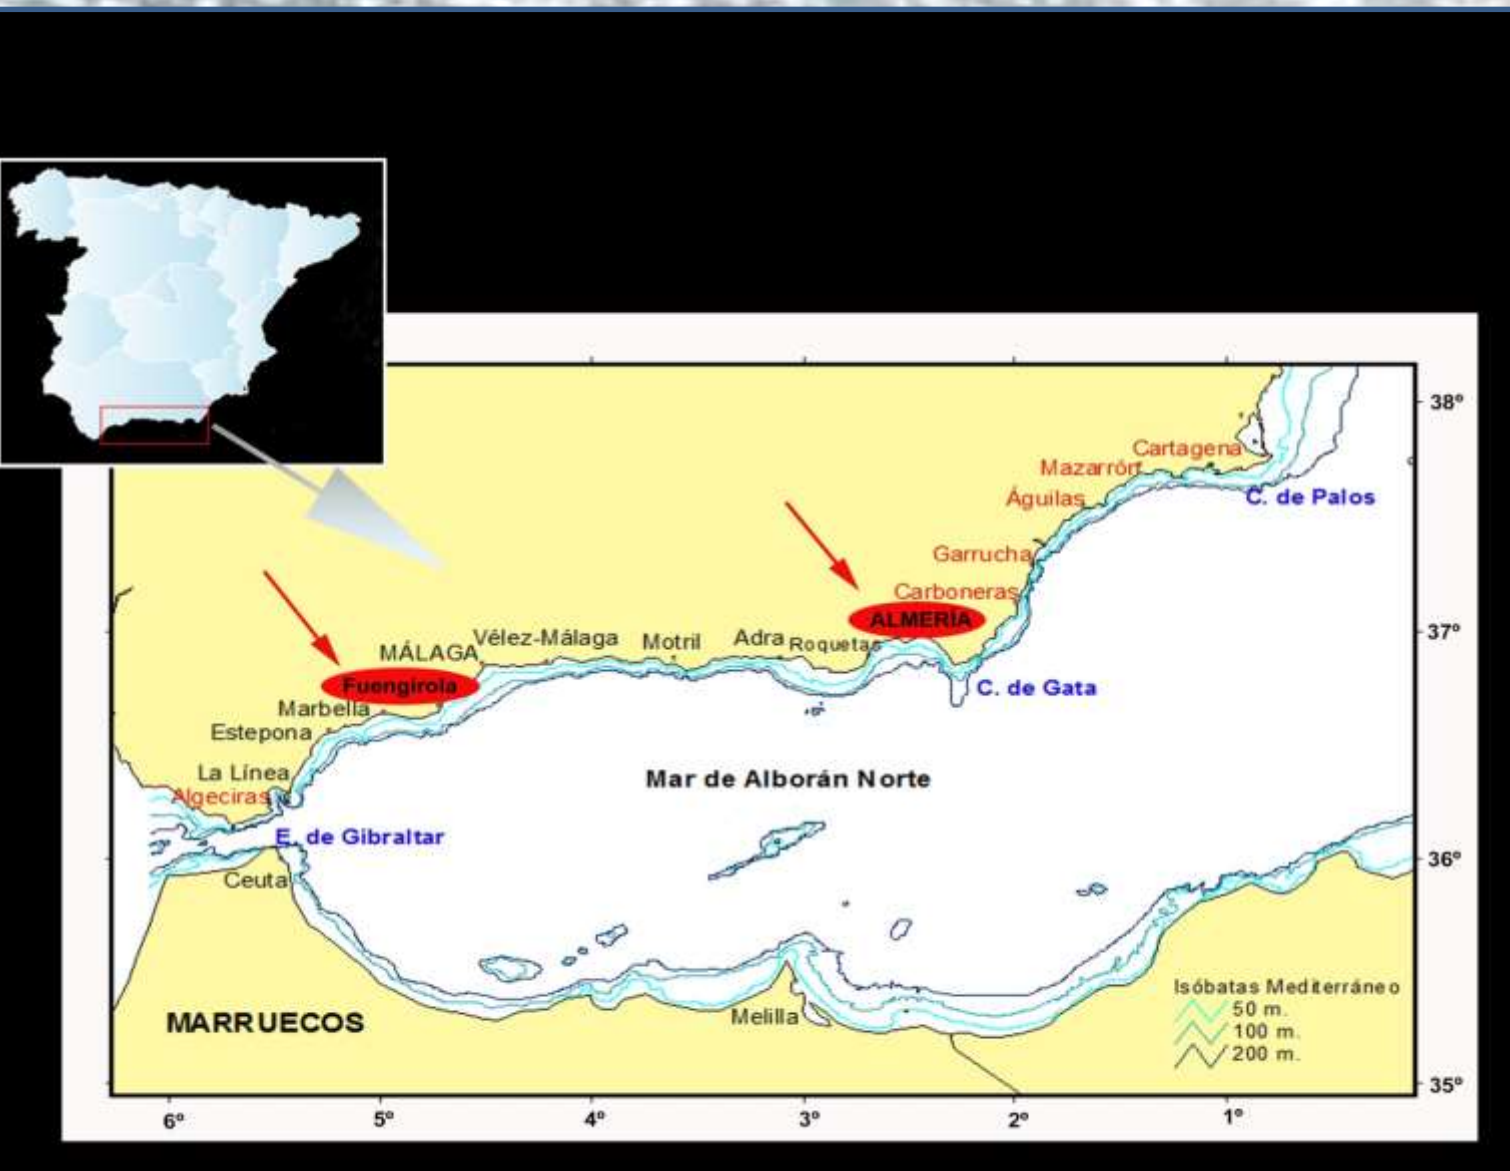 38º
Cartagena
Mazarrón
Águilas
C. de Palos
Garrucha
Carboneras
ALMERÍA
37º
Vélez-Málaga
Motril
Adra
Roquetas
MÁLAGA
Fuengirola
C. de Gata
Marbella
Estepona
La Línea
Algeciras
Mar de Alborán Norte
E. de Gibraltar
36º
Ceuta
Isóbatas Mediterráneo
50 m.
100 m.
200 m.
Melilla
MARRUECOS
35º
6º 5º 4º 3º 2º 1º